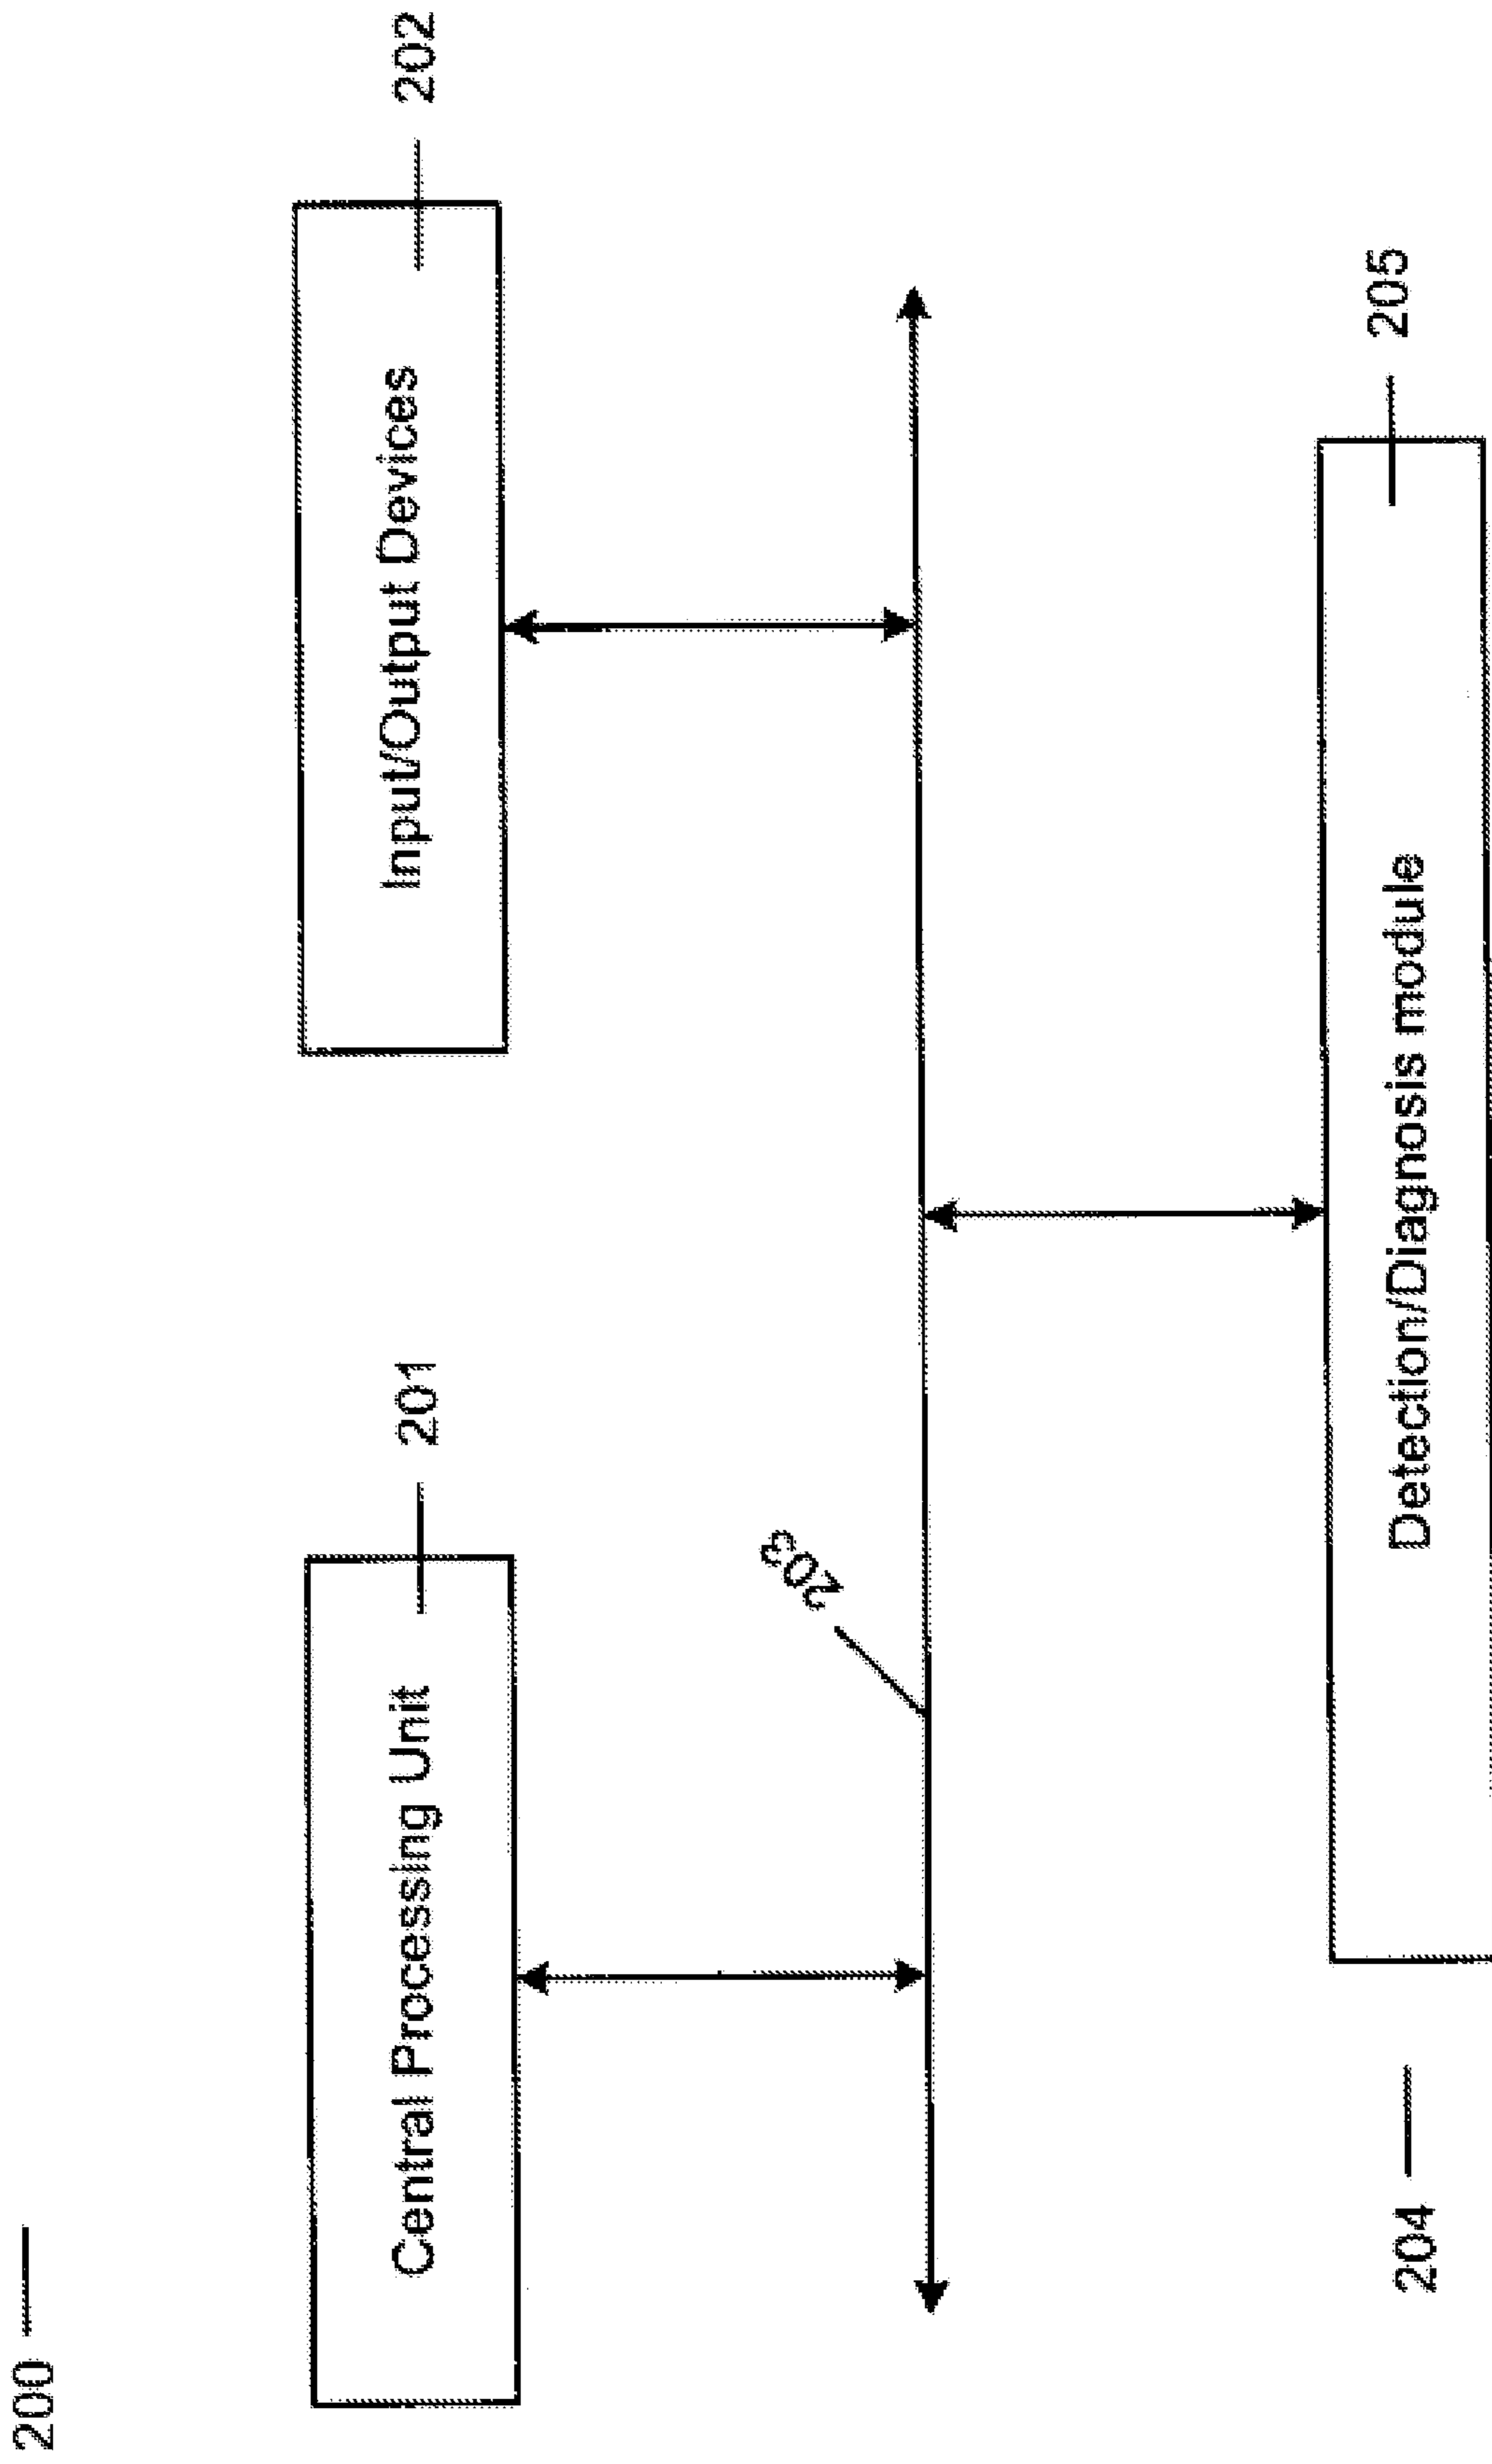 200
Central Processing Unit
201
Input/Output Devices
202
203
204
Detection/Diagnosis module
205